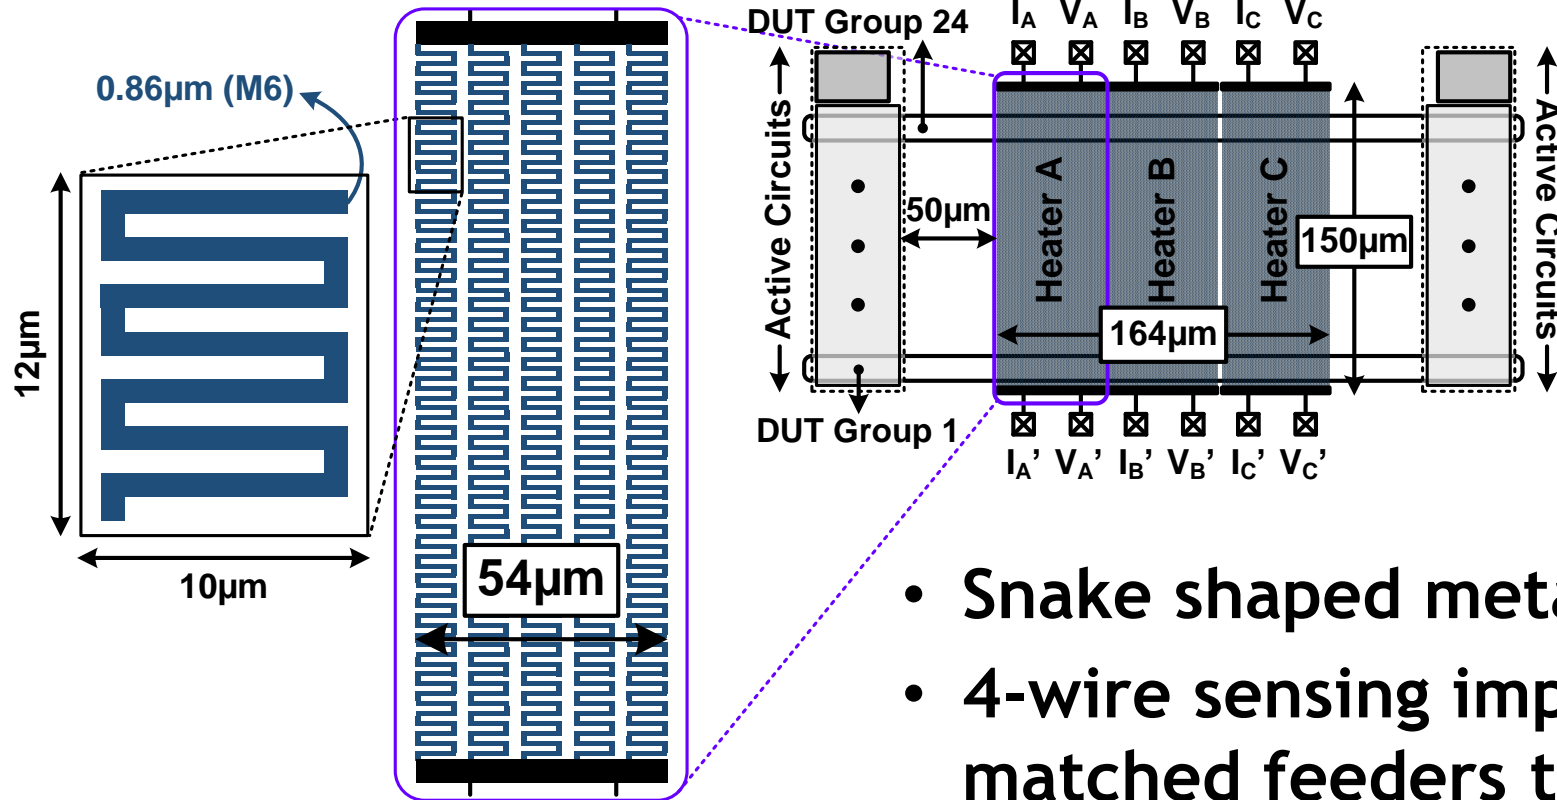 0.86µm (M6)
12µm
10µm
54µm
DUT Group 24
I_A V_A I_B V_B I_C V_C
Active Circuits
50µm
Heater A
Heater B
Heater C
150µm
164µm
Active Circuits
DUT Group 1
I_A’ V_A’ I_B’ V_B’ I_C’ V_C’
• Snake shaped meta
• 4-wire sensing imp
matched feeders t